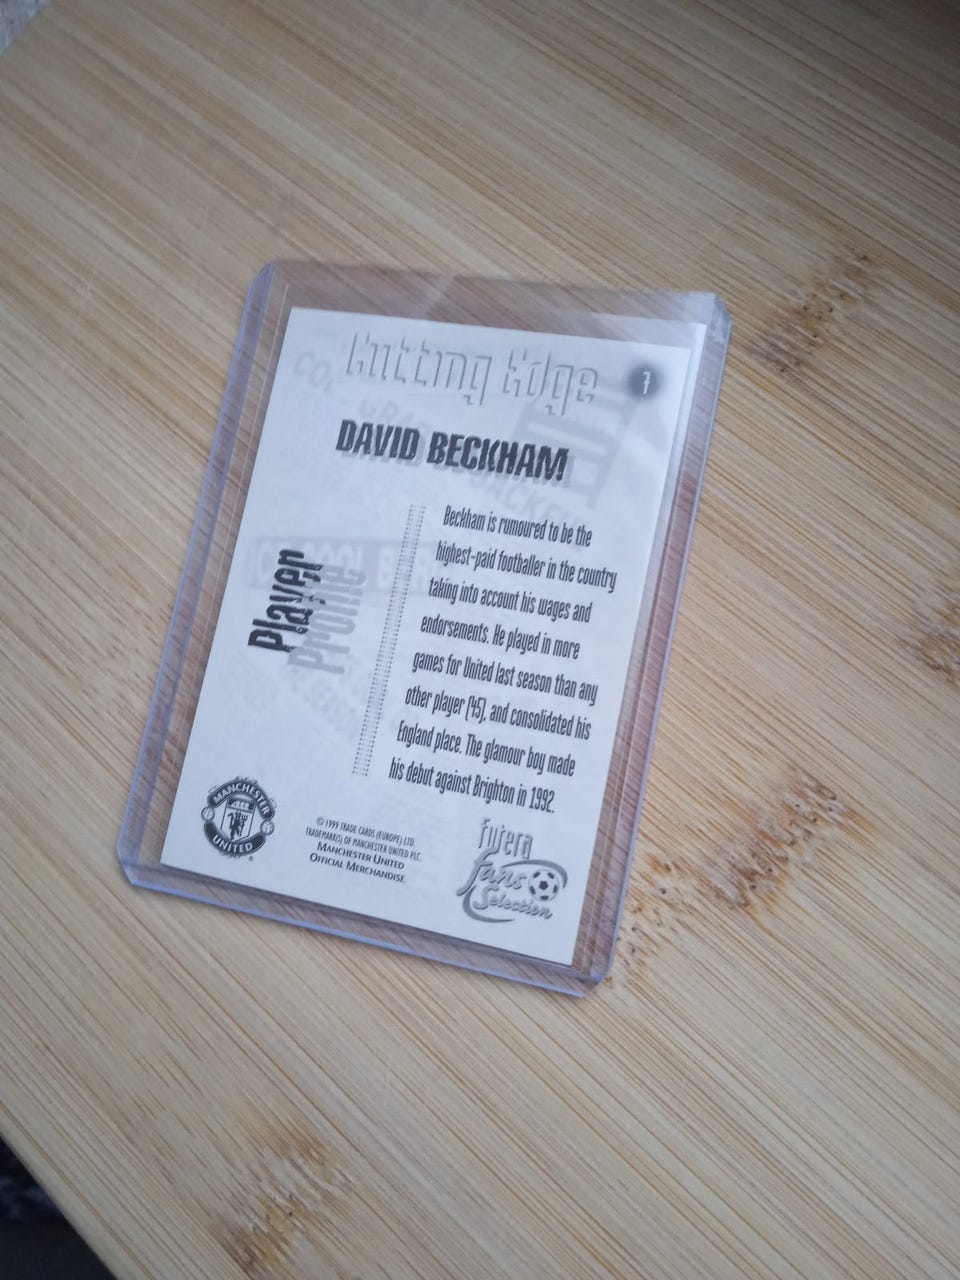 Cutting Edge
DAVID BECKHAM
Player
Profile
Beckham is rumoured to be the
highest-paid footballer in the country
taking into account his wages and
endorsements. He played in more
games for United last season than any
other player (45), and consolidated his
England place. The glamour boy made
his debut against Brighton in 1992.
MANCHESTER
UNITED
© 1999 TRADE CARDS (EUROPE) LTD.
TRADEMARK(S) OF MANCHESTER UNITED PLC.
MANCHESTER UNITED
OFFICIAL MERCHANDISE
futera
fans
Selection